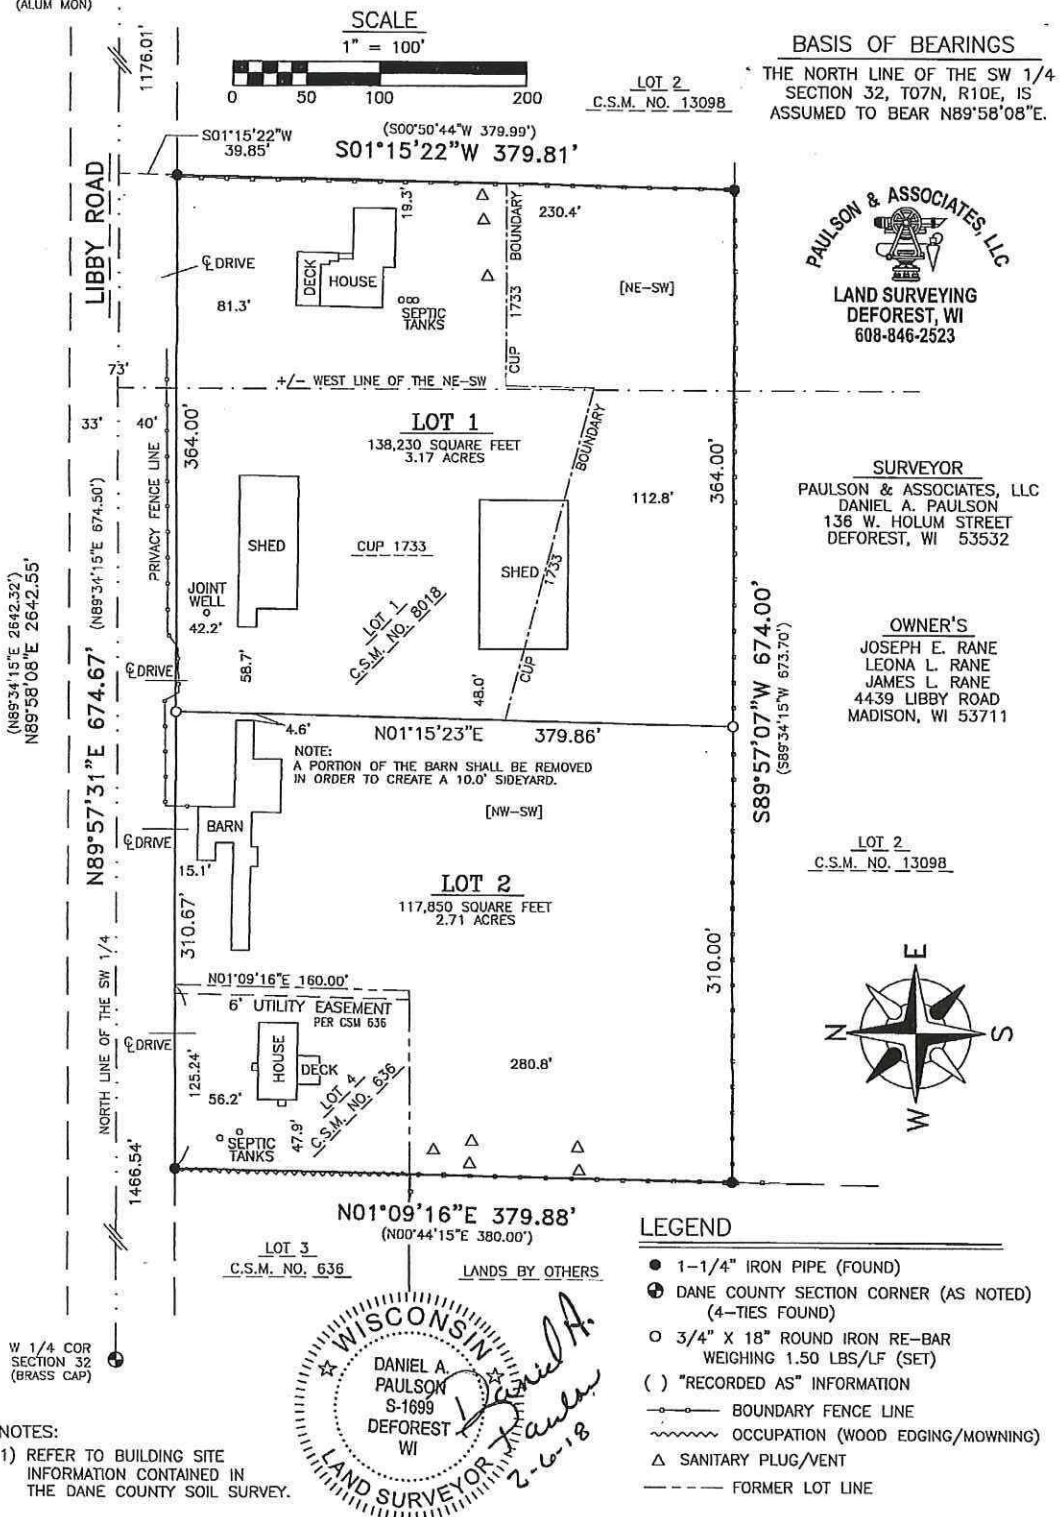 (ALUM MON)
1176.01'
SCALE
1" = 100'
0 50 100 200
LOT 2
C.S.M. NO. 13098
BASIS OF BEARINGS
THE NORTH LINE OF THE SW 1/4
SECTION 32, T07N, R10E, IS
ASSUMED TO BEAR N89°58'08"E.
S01°15'22"W
39.85'
(S00°50'44"W 379.99')
S01°15'22"W 379.81'
LIBBY ROAD
℄ DRIVE
81.3'
DECK
HOUSE
19.3'
SEPTIC
TANKS
CUP 1733 BOUNDARY
230.4'
[NE-SW]
PAULSON & ASSOCIATES, LLC
LAND SURVEYING
DEFOREST, WI
608-846-2523
73'
+/- WEST LINE OF THE NE-SW
33'
40'
364.00'
PRIVACY FENCE LINE
LOT 1
138,230 SQUARE FEET
3.17 ACRES
CUP 1733 BOUNDARY
112.8'
364.00'
SURVEYOR
PAULSON & ASSOCIATES, LLC
DANIEL A. PAULSON
136 W. HOLUM STREET
DEFOREST, WI 53532
SHED
CUP 1733
SHED
JOINT
WELL
42.2'
58.7'
LOT 1
C.S.M. NO. 8018
48.0'
(N89°34'15"E 2642.32')
N89°58'08"E 2642.55'
N89°57'31"E 674.67'
(N89°34'15"E 674.50')
S89°57'07"W 674.00'
(S89°34'15"W 673.70')
OWNER'S
JOSEPH E. RANE
LEONA L. RANE
JAMES L. RANE
4439 LIBBY ROAD
MADISON, WI 53711
℄ DRIVE
4.6'
N01°15'23"E 379.86'
NOTE:
A PORTION OF THE BARN SHALL BE REMOVED
IN ORDER TO CREATE A 10.0' SIDEYARD.
[NW-SW]
℄ DRIVE
BARN
15.1'
LOT 2
117,850 SQUARE FEET
2.71 ACRES
LOT 2
C.S.M. NO. 13098
310.67'
310.00'
NORTH LINE OF THE SW 1/4
N01°09'16"E 160.00'
6' UTILITY EASEMENT
PER CSM 636
℄ DRIVE
125.24'
HOUSE
DECK
56.2'
LOT 4
C.S.M. NO. 636
47.9'
SEPTIC
TANKS
280.8'
E
N
S
W
1466.54'
N01°09'16"E 379.88'
(N00°44'15"E 380.00')
LOT 3
C.S.M. NO. 636
LANDS BY OTHERS
W 1/4 COR
SECTION 32
(BRASS CAP)
WISCONSIN
DANIEL A.
PAULSON
S-1699
DEFOREST
WI
LAND SURVEYOR
Daniel A.
Paulson
2-6-18
LEGEND
1-1/4" IRON PIPE (FOUND)
DANE COUNTY SECTION CORNER (AS NOTED)
(4-TIES FOUND)
3/4" X 18" ROUND IRON RE-BAR
WEIGHING 1.50 LBS/LF (SET)
( ) "RECORDED AS" INFORMATION
BOUNDARY FENCE LINE
OCCUPATION (WOOD EDGING/MOWNING)
SANITARY PLUG/VENT
FORMER LOT LINE
NOTES:
1) REFER TO BUILDING SITE
INFORMATION CONTAINED IN
THE DANE COUNTY SOIL SURVEY.